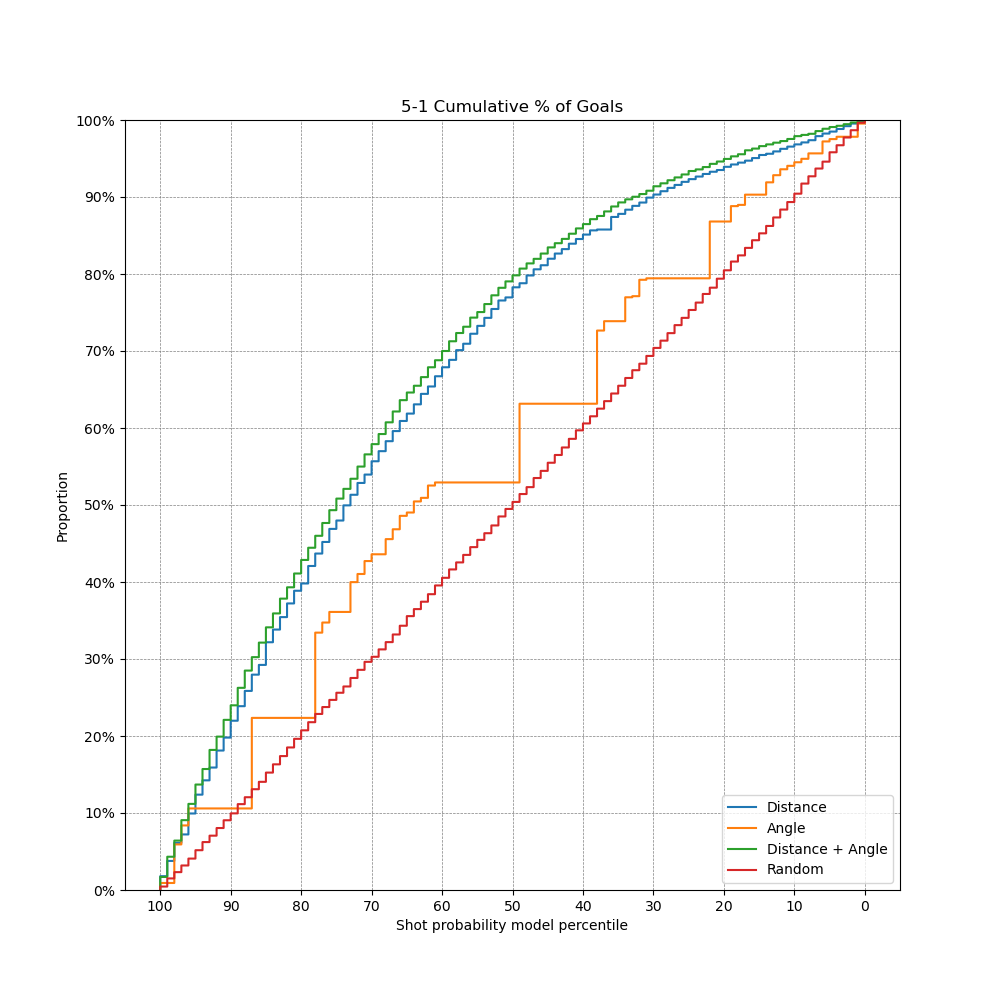 5-1 Cumulative % of Goals
100%
90%
80%
70%
60%
50%
40%
30%
20%
10%
0%
Proportion
100 90 80 70 60 50 40 30 20 10 0
Shot probability model percentile
Distance
Angle
Distance + Angle
Random